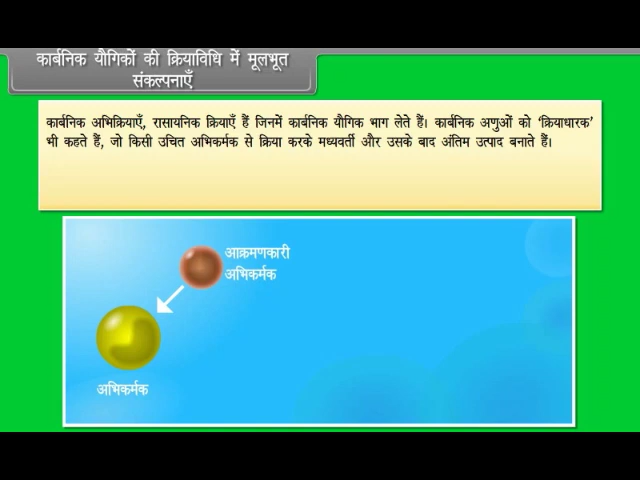 कार्बनिक यौगिकों की क्रियाविधि में मूलभूत
संकल्पनाएँ
कार्बनिक अभिक्रियाएँ, रासायनिक क्रियाएँ हैं जिनमें कार्बनिक यौगिक भाग लेते हैं। कार्बनिक अणुओं को ‘क्रियाधारक’
भी कहते हैं, जो किसी उचित अभिकर्मक से क्रिया करके मध्यवर्ती और उसके बाद अंतिम उत्पाद बनाते हैं।
आक्रमणकारी
अभिकर्मक
अभिकर्मक